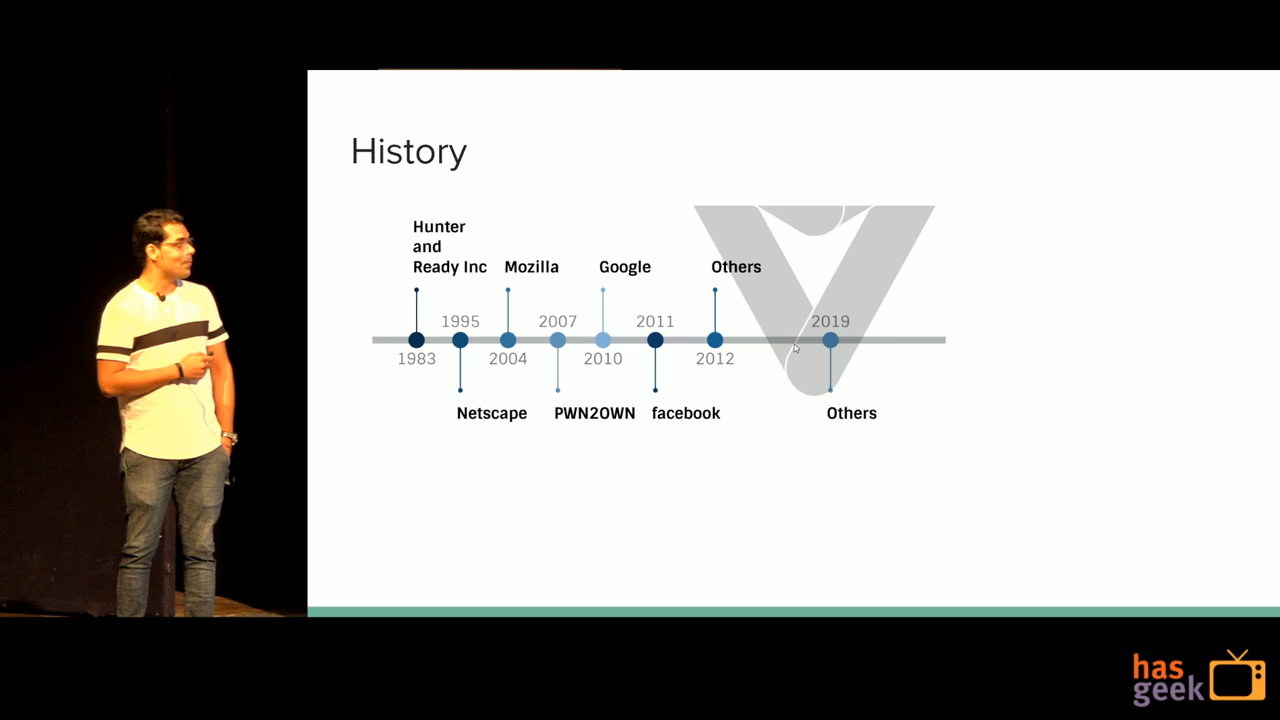 History
Hunter
and
Ready Inc
Mozilla
Google
Others
1995
2007
2011
2019
1983
2004
2010
2012
Netscape
PWN2OWN
facebook
Others
has
geek